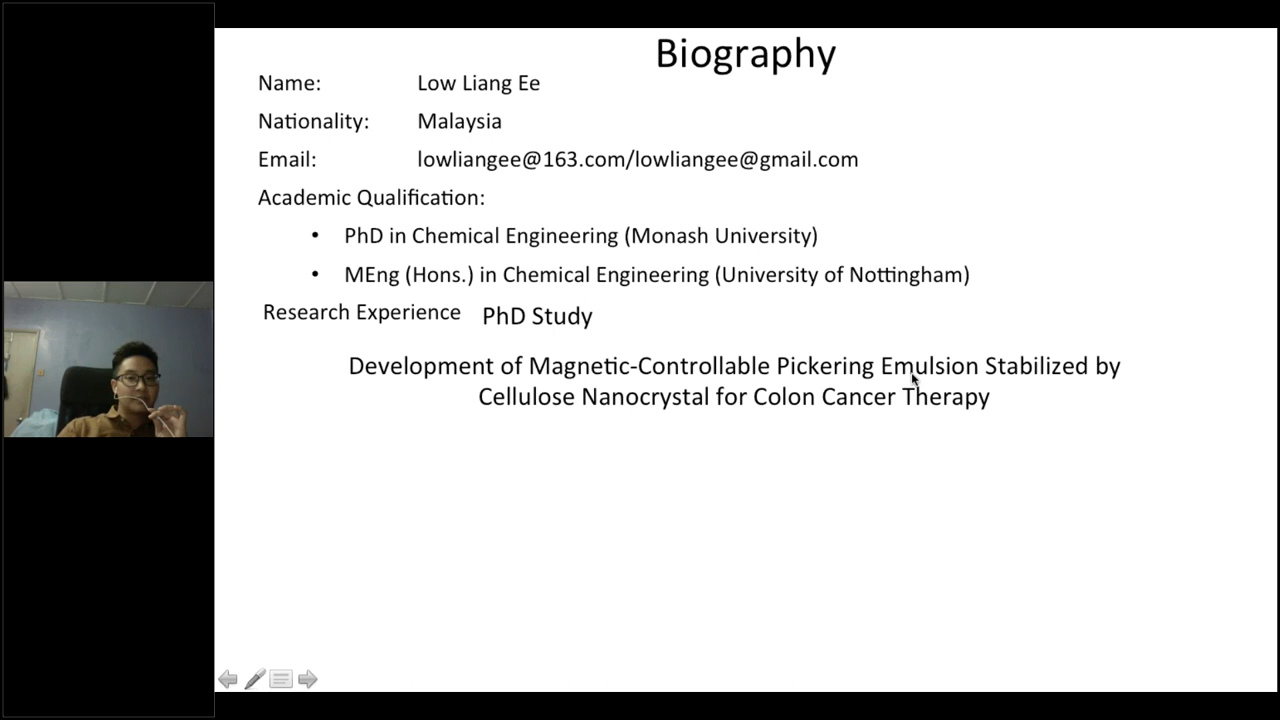 Biography
Name: Low Liang Ee
Nationality: Malaysia
Email: lowliangee@163.com/lowliangee@gmail.com
Academic Qualification:
• PhD in Chemical Engineering (Monash University)
• MEng (Hons.) in Chemical Engineering (University of Nottingham)
Research Experience PhD Study
Development of Magnetic-Controllable Pickering Emulsion Stabilized by
Cellulose Nanocrystal for Colon Cancer Therapy